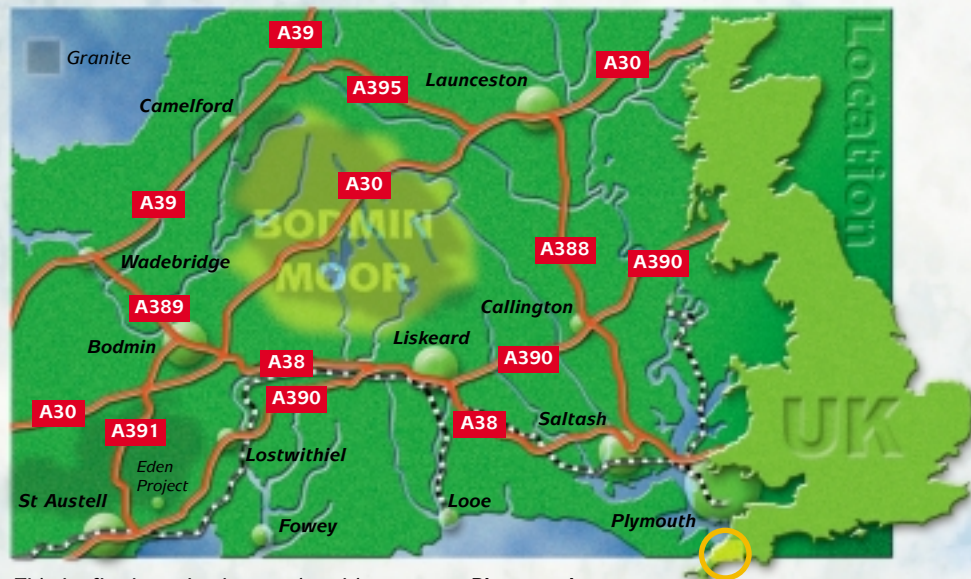 A39
Granite
Launceston
A30
A395
Camelford
Location
A30
A39
BODMIN
MOOR
A388
A390
Wadebridge
A389
Callington
Bodmin
Liskeard
A38
A390
A390
A30
A391
A38
Saltash
UK
Lostwithiel
Eden
Project
St Austell
Looe
Fowey
Plymouth